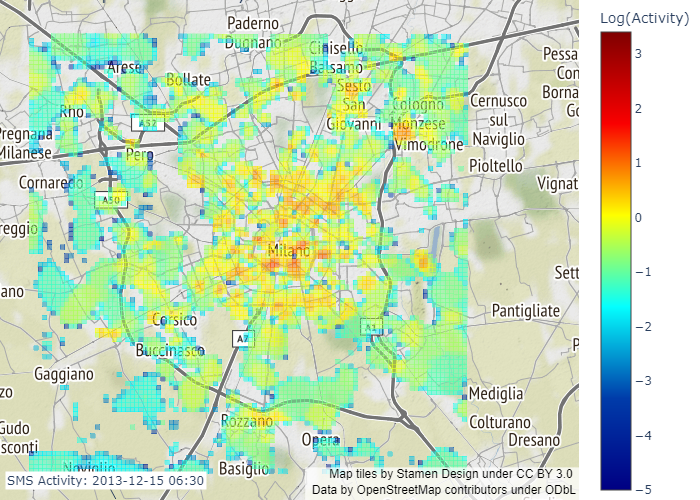 Paderno
Dugnano
Cinisello
Balsamo
Sesto
San
Giovanni
Arese
Bollate
Rho
A52
Pero
Pregnana
Milanese
Cornaredo
A50
reggio
ano
Cologno
Monzese
Vimodrone
Cernusco
sul
Naviglio
Pioltello
Pessa
Con
Borna
Go
Vignat
Milano
Sett
Pantigliate
P
Corsico
Buccinasco
A7
A1
Gaggiano
zo
Gudo
sconti
Rozzano
Opera
Basiglio
Noviglio
Mediglia
Colturano
Dresano
SMS Activity: 2013-12-15 06:30
Map tiles by Stamen Design under CC BY 3.0
Data by OpenStreetMap contributors under ODbL
Log(Activity)
3
2
1
0
−1
−2
−3
−4
−5